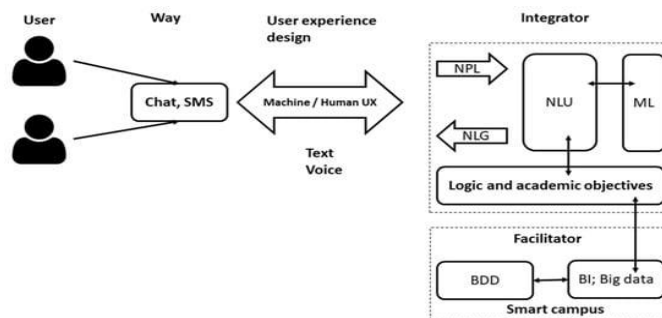 User
Way
User experience
design
Integrator
Chat, SMS
Machine / Human UX
Text
Voice
NPL
NLG
NLU
ML
Logic and academic objectives
Facilitator
BDD
BI; Big data
Smart campus